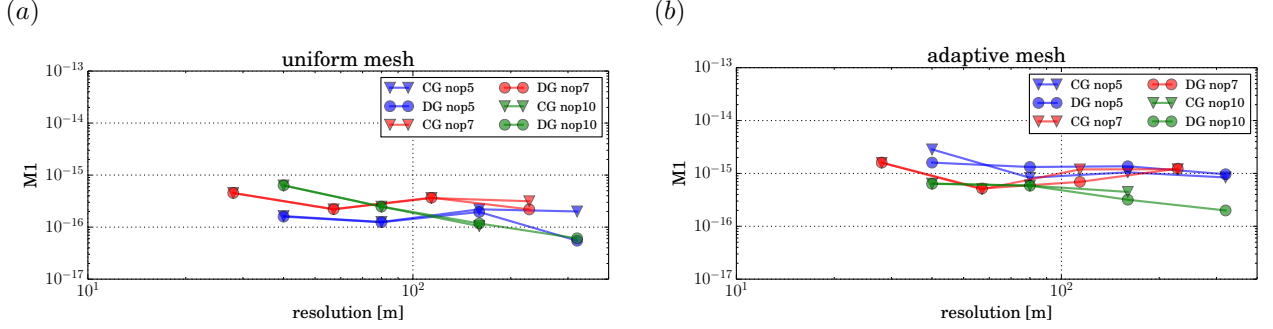 (a)
uniform mesh
10^-13
10^-14
10^-15
10^-16
10^-17
M1
CG nop5
DG nop5
CG nop7
DG nop7
CG nop10
DG nop10
10^1
10^2
resolution [m]
(b)
adaptive mesh
10^-13
10^-14
10^-15
10^-16
10^-17
M1
CG nop5
DG nop5
CG nop7
DG nop7
CG nop10
DG nop10
10^1
10^2
resolution [m]